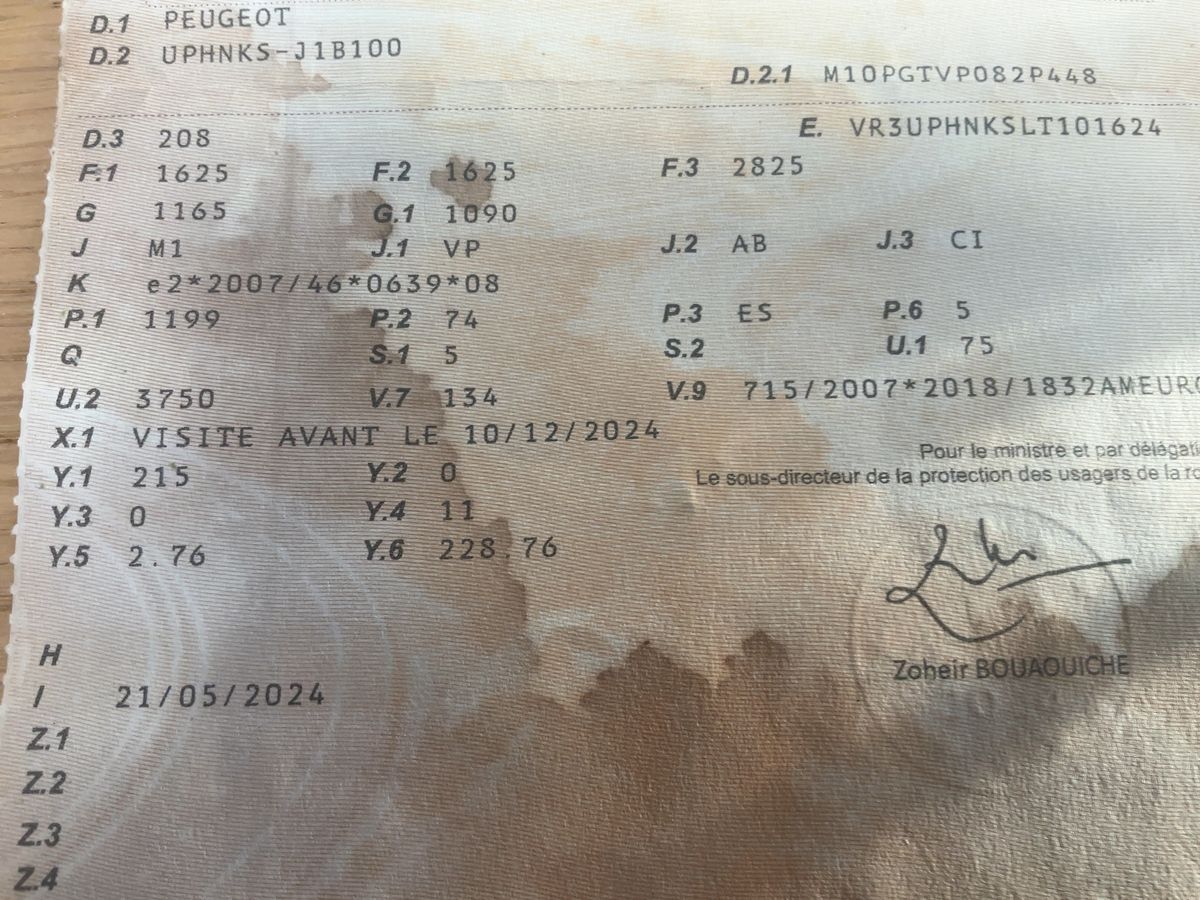 D.1 PEUGEOT
D.2 UPHNKS-J1B100
D.2.1 M10PGTVP082P448
D.3 208
E. VR3UPHNKSLT101624
F.1 1625 F.2 1625 F.3 2825
G 1165 G.1 1090
J M1 J.1 VP J.2 AB J.3 CI
K e2*2007/46*0639*08
P.1 1199 P.2 74 P.3 ES P.6 5
Q S.1 5 S.2 U.1 75
U.2 3750 V.7 134 V.9 715/2007*2018/1832AMEURO
X.1 VISITE AVANT LE 10/12/2024
Pour le ministre et par délégati
Y.1 215 Y.2 0
Le sous-directeur de la protection des usagers de la ro
Y.3 0 Y.4 11
Y.5 2.76 Y.6 228.76
H
Zoheir BOUAOUICHE
I 21/05/2024
Z.1
Z.2
Z.3
Z.4